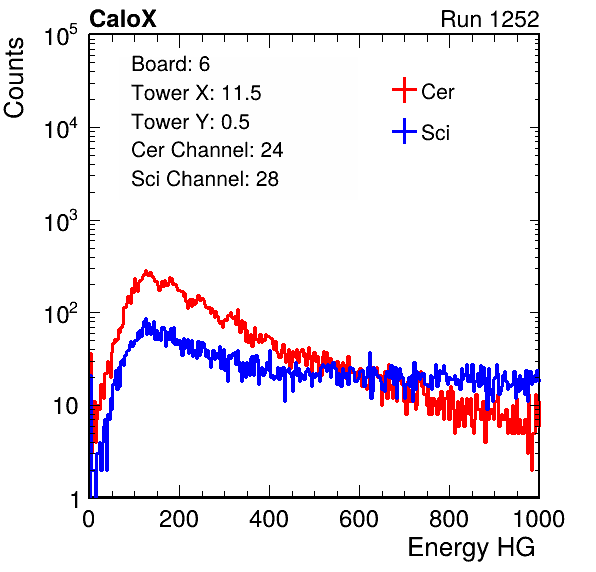 CaloX Run 1252
10^5
Counts
Board: 6
Tower X: 11.5
Tower Y: 0.5
Cer Channel: 24
Sci Channel: 28
Cer
Sci
10^4
10^3
10^2
10
1
0 200 400 600 800 1000
Energy HG